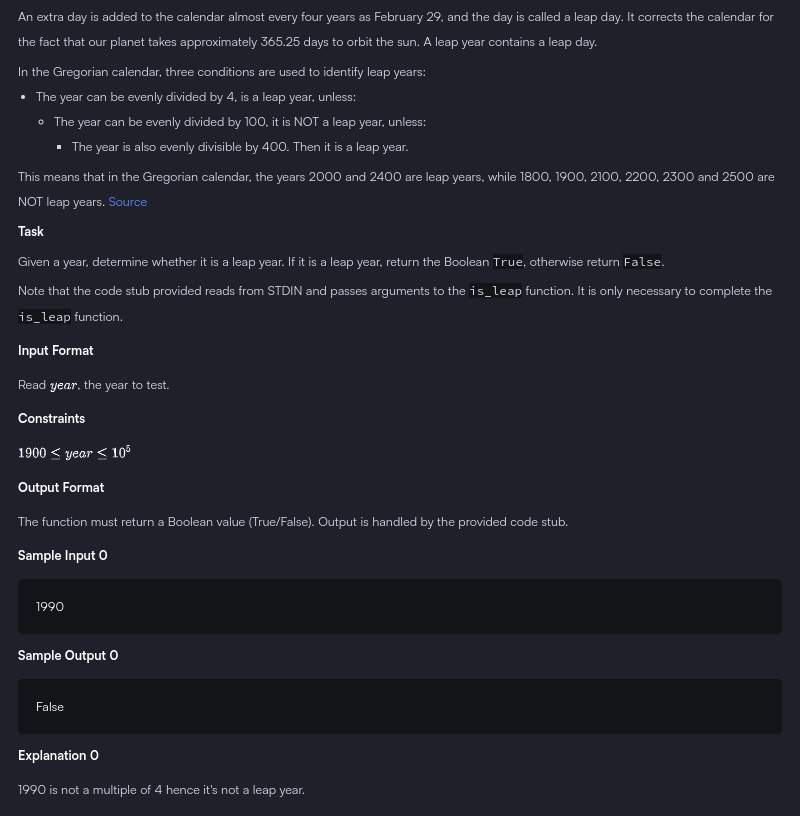 An extra day is added to the calendar almost every four years as February 29, and the day is called a leap day. It corrects the calendar for
the fact that our planet takes approximately 365.25 days to orbit the sun. A leap year contains a leap day.
In the Gregorian calendar, three conditions are used to identify leap years:
• The year can be evenly divided by 4, is a leap year, unless:
◦ The year can be evenly divided by 100, it is NOT a leap year, unless:
▪ The year is also evenly divisible by 400. Then it is a leap year.
This means that in the Gregorian calendar, the years 2000 and 2400 are leap years, while 1800, 1900, 2100, 2200, 2300 and 2500 are
NOT leap years. Source
Task
Given a year, determine whether it is a leap year. If it is a leap year, return the Boolean True, otherwise return False.
Note that the code stub provided reads from STDIN and passes arguments to the is_leap function. It is only necessary to complete the
is_leap function.
Input Format
Read year, the year to test.
Constraints
1900 ≤ year ≤ 10⁵
Output Format
The function must return a Boolean value (True/False). Output is handled by the provided code stub.
Sample Input 0
1990
Sample Output 0
False
Explanation 0
1990 is not a multiple of 4 hence it's not a leap year.